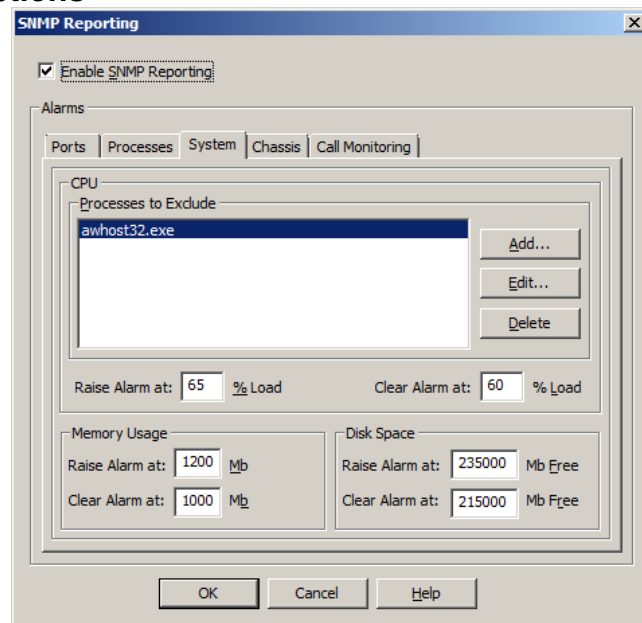 SNMP Reporting
Enable SNMP Reporting
Alarms
Ports Processes System Chassis Call Monitoring
CPU
Processes to Exclude
awhost32.exe
Add...
Edit...
Delete
Raise Alarm at: 65 % Load Clear Alarm at: 60 % Load
Memory Usage Disk Space
Raise Alarm at: 1200 Mb Raise Alarm at: 235000 Mb Free
Clear Alarm at: 1000 Mb Clear Alarm at: 215000 Mb Free
OK Cancel Help